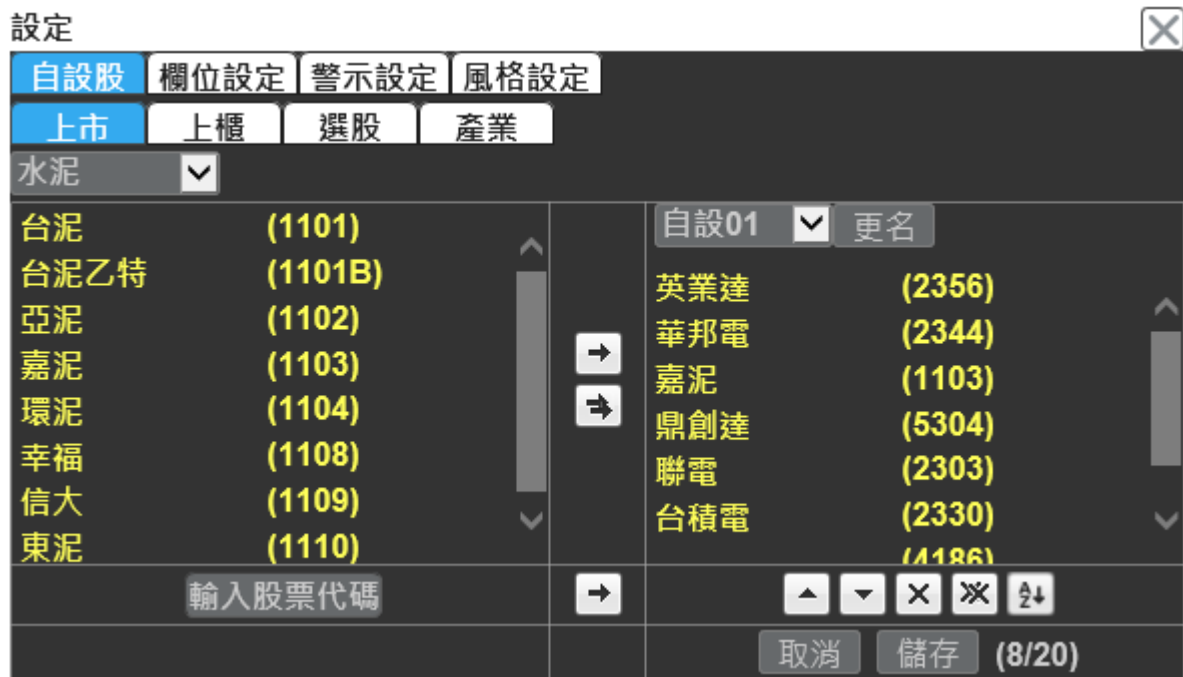 設定
自設股 欄位設定 警示設定 風格設定
上市 上櫃 選股 產業
水泥
台泥 (1101)
台泥乙特 (1101B)
亞泥 (1102)
嘉泥 (1103)
環泥 (1104)
幸福 (1108)
信大 (1109)
東泥 (1110)
輸入股票代碼
自設01 更名
英業達 (2356)
華邦電 (2344)
嘉泥 (1103)
鼎創達 (5304)
聯電 (2303)
台積電 (2330)
(4186)
取消 儲存 (8/20)